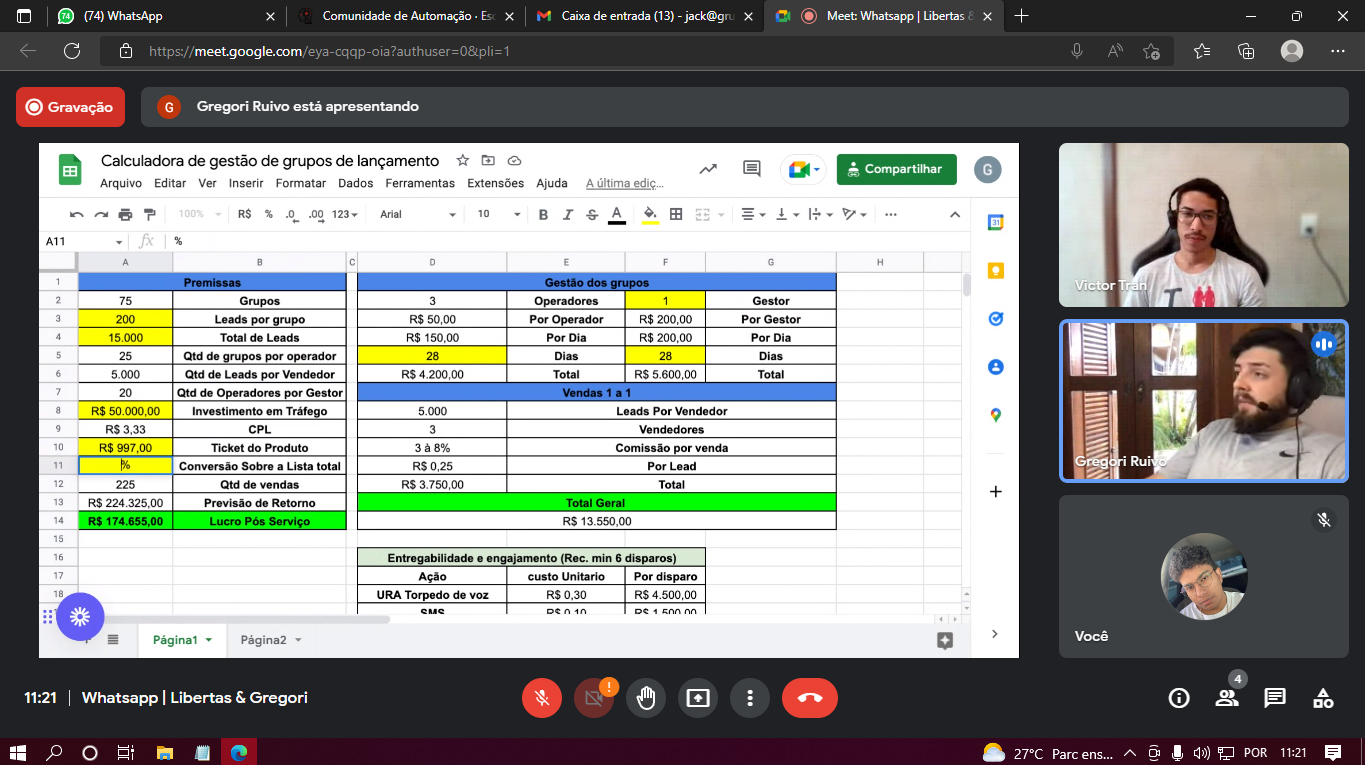 (74) WhatsApp
Comunidade de Automação - Es
Caixa de entrada (13) - jack@gru
Meet: Whatsapp | Libertas &
https://meet.google.com/eya-cqqp-oia?authuser=0&pli=1
Gravação
G
Gregori Ruivo está apresentando
Calculadora de gestão de grupos de lançamento
Arquivo Editar Ver Inserir Formatar Dados Ferramentas Extensões Ajuda A última ediç...
Compartilhar
G
100% R$ % .0 .00 123 Arial 10 B I S A
A11 fx %
A B C D E F G H
1 Premissas Gestão dos grupos
2 75 Grupos 3 Operadores 1 Gestor
3 200 Leads por grupo R$ 50,00 Por Operador R$ 200,00 Por Gestor
4 15.000 Total de Leads R$ 150,00 Por Dia R$ 200,00 Por Dia
5 25 Qtd de grupos por operador 28 Dias 28 Dias
6 5.000 Qtd de Leads por Vendedor R$ 4.200,00 Total R$ 5.600,00 Total
7 20 Qtd de Operadores por Gestor Vendas 1 a 1
8 R$ 50.000,00 Investimento em Tráfego 5.000 Leads Por Vendedor
9 R$ 3,33 CPL 3 Vendedores
10 R$ 997,00 Ticket do Produto 3 à 8% Comissão por venda
11 % Conversão Sobre a Lista total R$ 0,25 Por Lead
12 225 Qtd de vendas R$ 3.750,00 Total
13 R$ 224.325,00 Previsão de Retorno Total Geral
14 R$ 174.655,00 Lucro Pós Serviço R$ 13.550,00
15
16 Entregabilidade e engajamento (Rec. min 6 disparos)
17 Ação custo Unitario Por disparo
18 URA Torpedo de voz R$ 0,30 R$ 4.500,00
SMS R$ 0,10 R$ 1.500,00
Página1 Página2
31
Victor Tran
Gregori Ruivo
Você
11:21 | Whatsapp | Libertas & Gregori
!
4
27°C Parc ens... POR 11:21